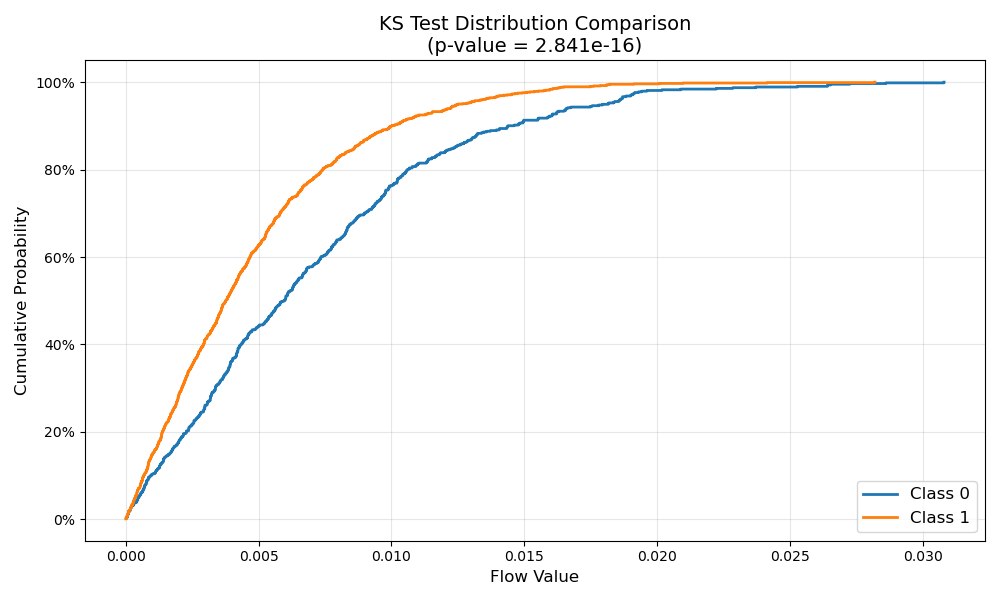 KS Test Distribution Comparison
(p-value = 2.841e-16)
Cumulative Probability
100%
80%
60%
40%
20%
0%
0.000 0.005 0.010 0.015 0.020 0.025 0.030
Flow Value
Class 0
Class 1